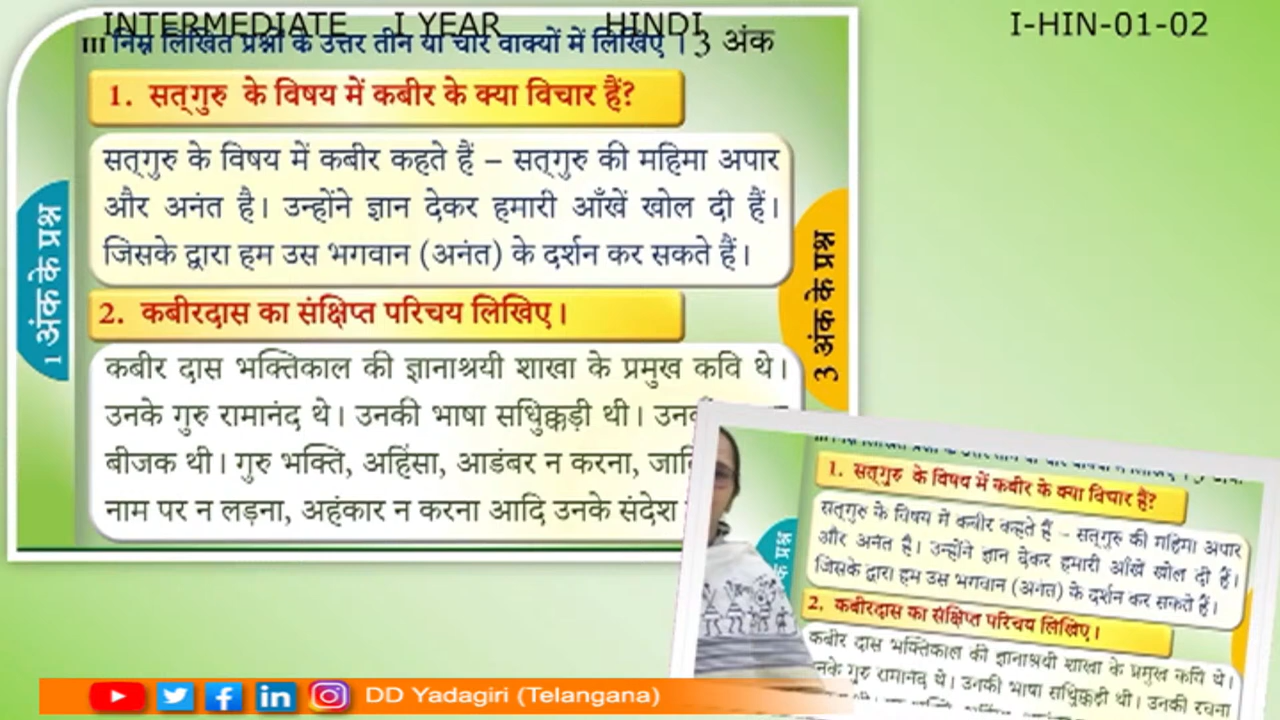 INTERMEDIATE I YEAR HINDI I-HIN-01-02
III निम्न लिखित प्रश्नों के उत्तर तीन या चार वाक्यों में लिखिए । 3 अंक
1. सत्‌गुरु के विषय में कबीर के क्या विचार हैं?
सत्‌गुरु के विषय में कबीर कहते हैं – सत्‌गुरु की महिमा अपार
और अनंत है। उन्होंने ज्ञान देकर हमारी आँखें खोल दी हैं।
जिसके द्वारा हम उस भगवान (अनंत) के दर्शन कर सकते हैं।
1 अंक के प्रश्न
3 अंक के प्रश्न
2. कबीरदास का संक्षिप्त परिचय लिखिए।
कबीर दास भक्तिकाल की ज्ञानाश्रयी शाखा के प्रमुख कवि थे।
उनके गुरु रामानंद थे। उनकी भाषा सधुिक्कड़ी थी।
बीजक थी। गुरु भक्ति, अहिंसा, आडंबर न करना,
नाम पर न लड़ना, अहंकार न करना आदि उनके संदेश
1. सत्‌गुरु के विषय में कबीर के क्या विचार हैं?
सत्‌गुरु के विषय में कबीर कहते हैं – सत्‌गुरु की महिमा अपार
और अनंत है। उन्होंने ज्ञान देकर हमारी आँखें खोल दी हैं।
जिसके द्वारा हम उस भगवान (अनंत) के दर्शन कर सकते हैं।
के प्रश्न
2. कबीरदास का संक्षिप्त परिचय लिखिए।
कबीर दास भक्तिकाल की ज्ञानाश्रयी शाखा के प्रमुख कवि थे।
गुरु रामानंद थे। उनकी भाषा सधुिक्कड़ी थी। उनकी रचना
DD Yadagiri (Telangana)